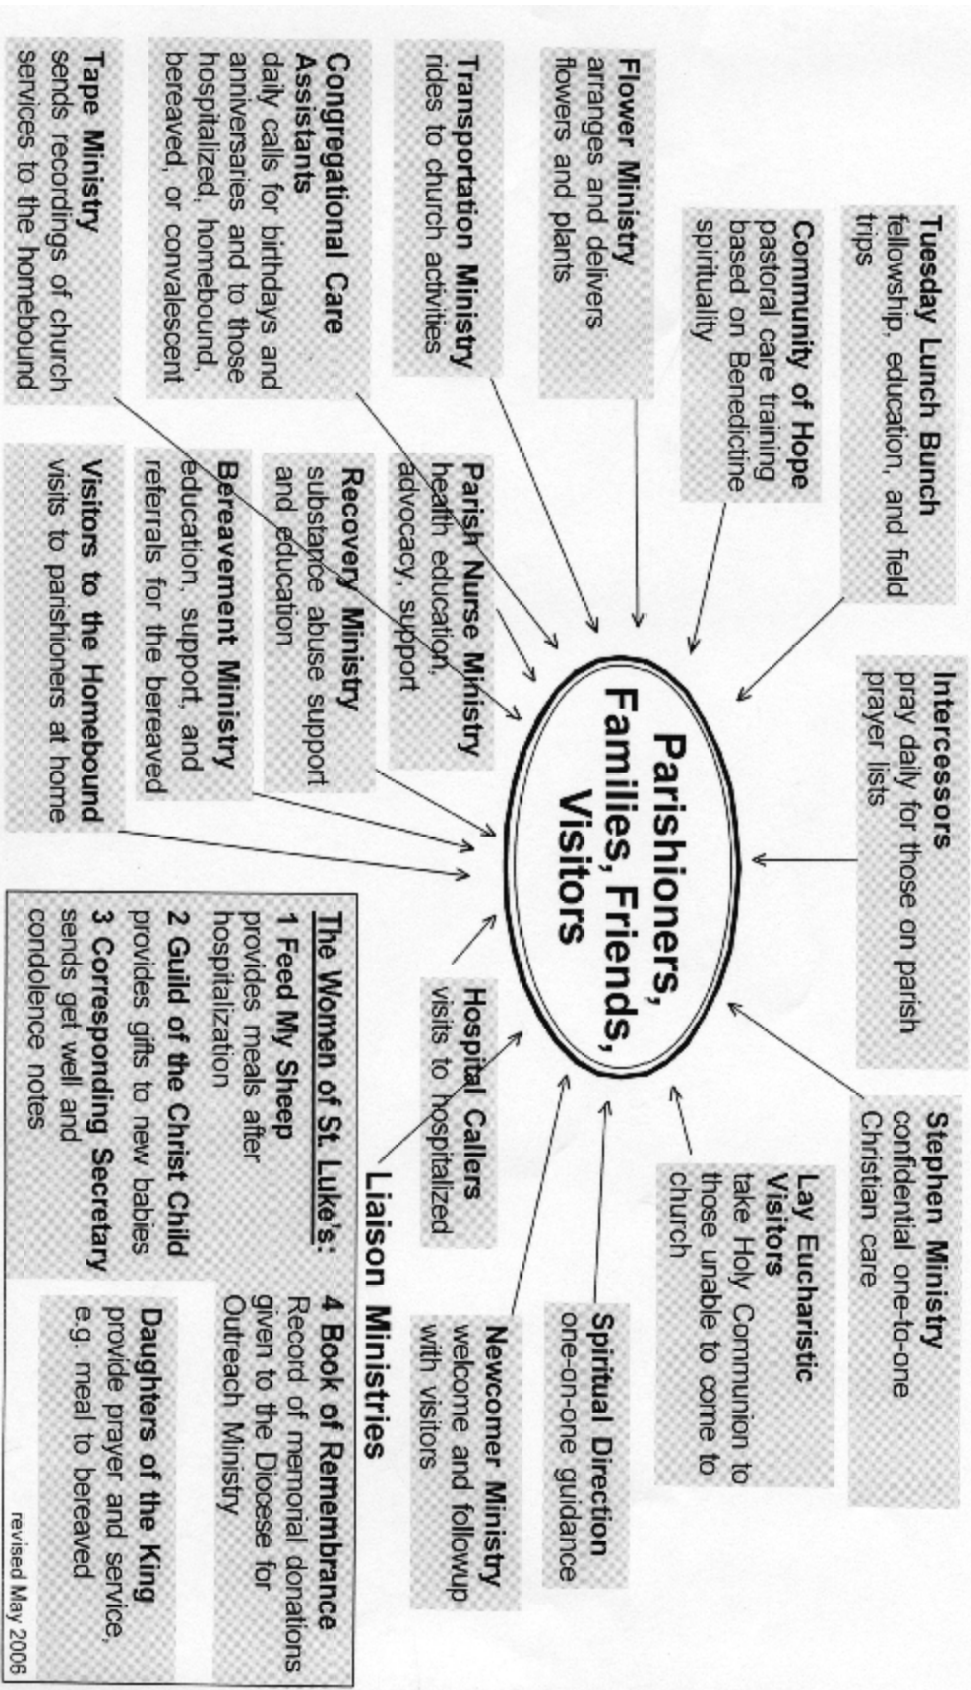 Tuesday Lunch Bunch
fellowship, education, and field
trips
Intercessors
pray daily for those on parish
prayer lists
Stephen Ministry
confidential one-to-one
Christian care
Community of Hope
pastoral care training
based on Benedictine
spirituality
Lay Eucharistic
Visitors
take Holy Communion to
those unable to come to
church
Flower Ministry
arranges and delivers
flowers and plants
Parishioners,
Families, Friends,
Visitors
Spiritual Direction
one-on-one guidance
Transportation Ministry
rides to church activities
Parish Nurse Ministry
health education,
advocacy, support
Hospital Callers
visits to hospitalized
Newcomer Ministry
welcome and followup
with visitors
Congregational Care
Assistants
daily calls for birthdays and
anniversaries and to those
hospitalized, homebound,
bereaved, or convalescent
Recovery Ministry
substance abuse support
and education
Bereavement Ministry
education, support, and
referrals for the bereaved
Tape Ministry
sends recordings of church
services to the homebound
Visitors to the Homebound
visits to parishioners at home
Liaison Ministries
The Women of St. Luke's:
1 Feed My Sheep
provides meals after
hospitalization
2 Guild of the Christ Child
provides gifts to new babies
3 Corresponding Secretary
sends get well and
condolence notes
4 Book of Remembrance
Record of memorial donations
given to the Diocese for
Outreach Ministry
Daughters of the King
provide prayer and service,
e.g. meal to bereaved
revised May 2006